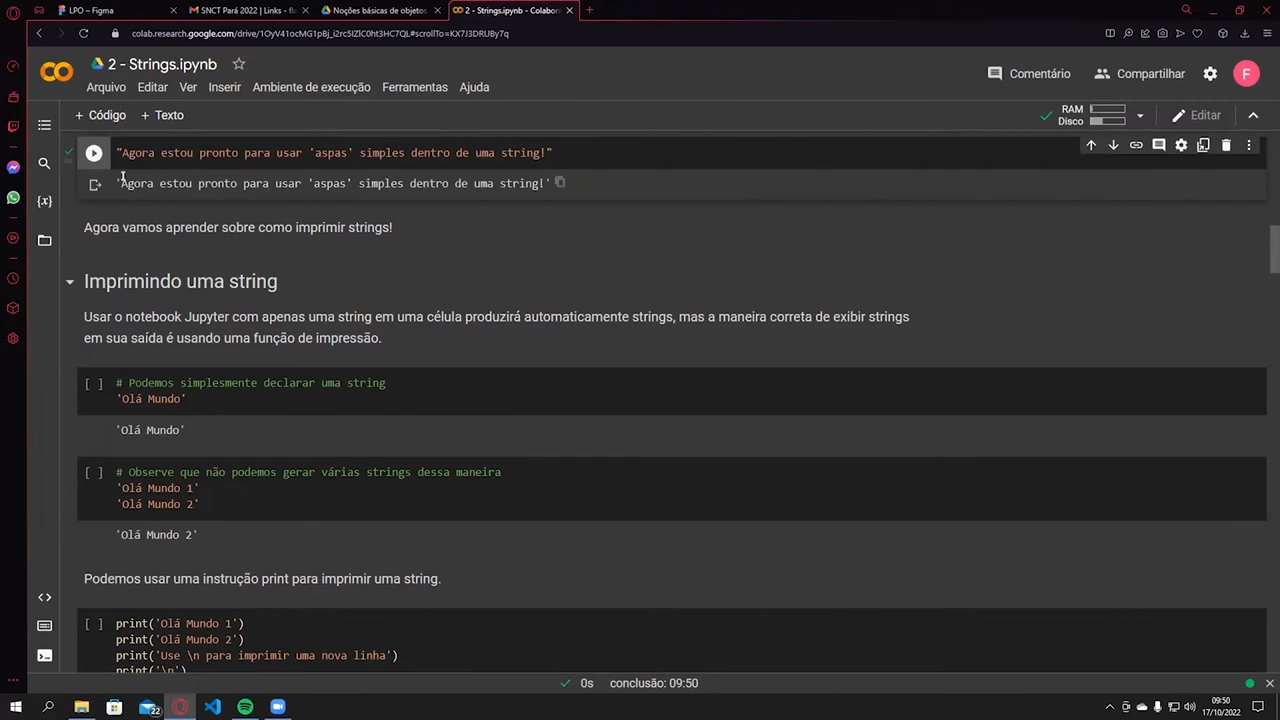 LPO – Figma
SNCT Pará 2022 | Links - fl
Noções básicas de objetos
2 - Strings.ipynb - Colabora
colab.research.google.com/drive/1OyV41ocMG1pBj_i2rc5IZlC0ht3HC7QL#scrollTo=KX7J3DRUBy7q
2 - Strings.ipynb
Comentário
Compartilhar
F
Arquivo Editar Ver Inserir Ambiente de execução Ferramentas Ajuda
+ Código + Texto
RAM
Disco
Editar
"Agora estou pronto para usar 'aspas' simples dentro de uma string!"
'Agora estou pronto para usar 'aspas' simples dentro de uma string!'
{x}
Agora vamos aprender sobre como imprimir strings!
Imprimindo uma string
Usar o notebook Jupyter com apenas uma string em uma célula produzirá automaticamente strings, mas a maneira correta de exibir strings
em sua saída é usando uma função de impressão.
[ ] # Podemos simplesmente declarar uma string
'Olá Mundo'
'Olá Mundo'
[ ] # Observe que não podemos gerar várias strings dessa maneira
'Olá Mundo 1'
'Olá Mundo 2'
'Olá Mundo 2'
Podemos usar uma instrução print para imprimir uma string.
[ ] print('Olá Mundo 1')
print('Olá Mundo 2')
print('Use \n para imprimir uma nova linha')
print('\n')
0s conclusão: 09:50
22
09:50
17/10/2022